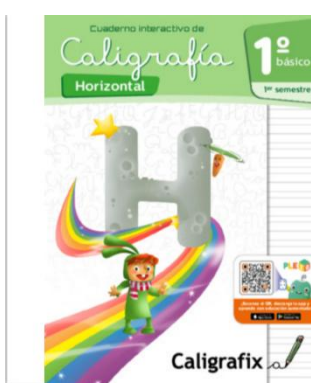 Cuaderno interactivo de
Caligrafía
Horizontal
1º
básico
1er semestre
H
Caligrafix